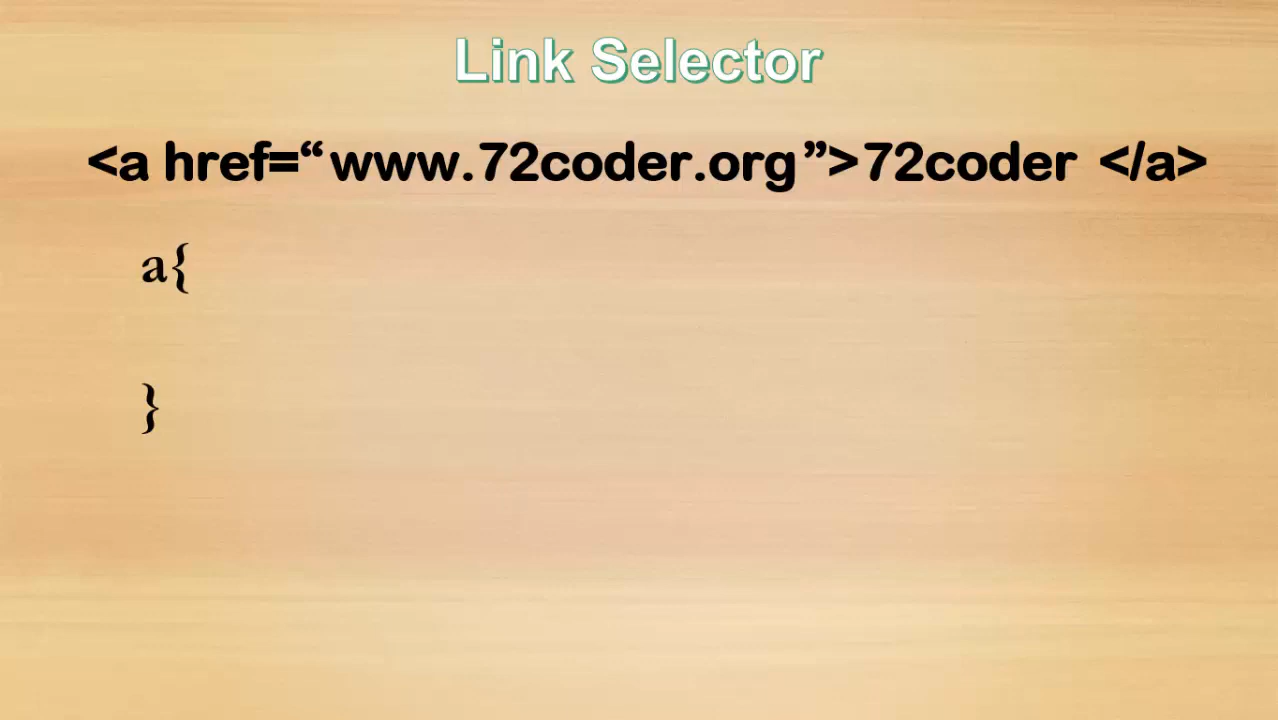 Link Selector
<a href=“www.72coder.org”>72coder </a>
a{
}